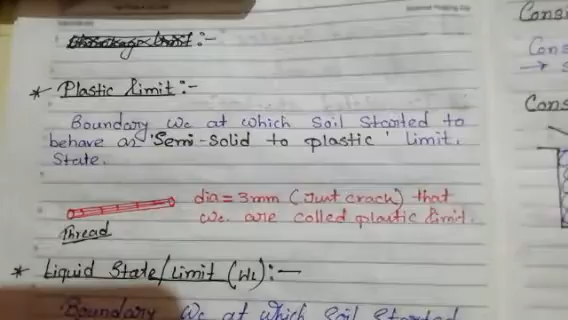 Shrinkage limit :-
* Plastic limit :-
Boundary Wc at which Soil Started to
behave as 'Semi-Solid to plastic' limit.
State.
dia = 3mm (Just crack) that
Wc. are called plastic limit.
Thread
* Liquid State/Limit (WL) :-
Boundary Wc at which Soil Started
Cons
Cons
→ S
Cons